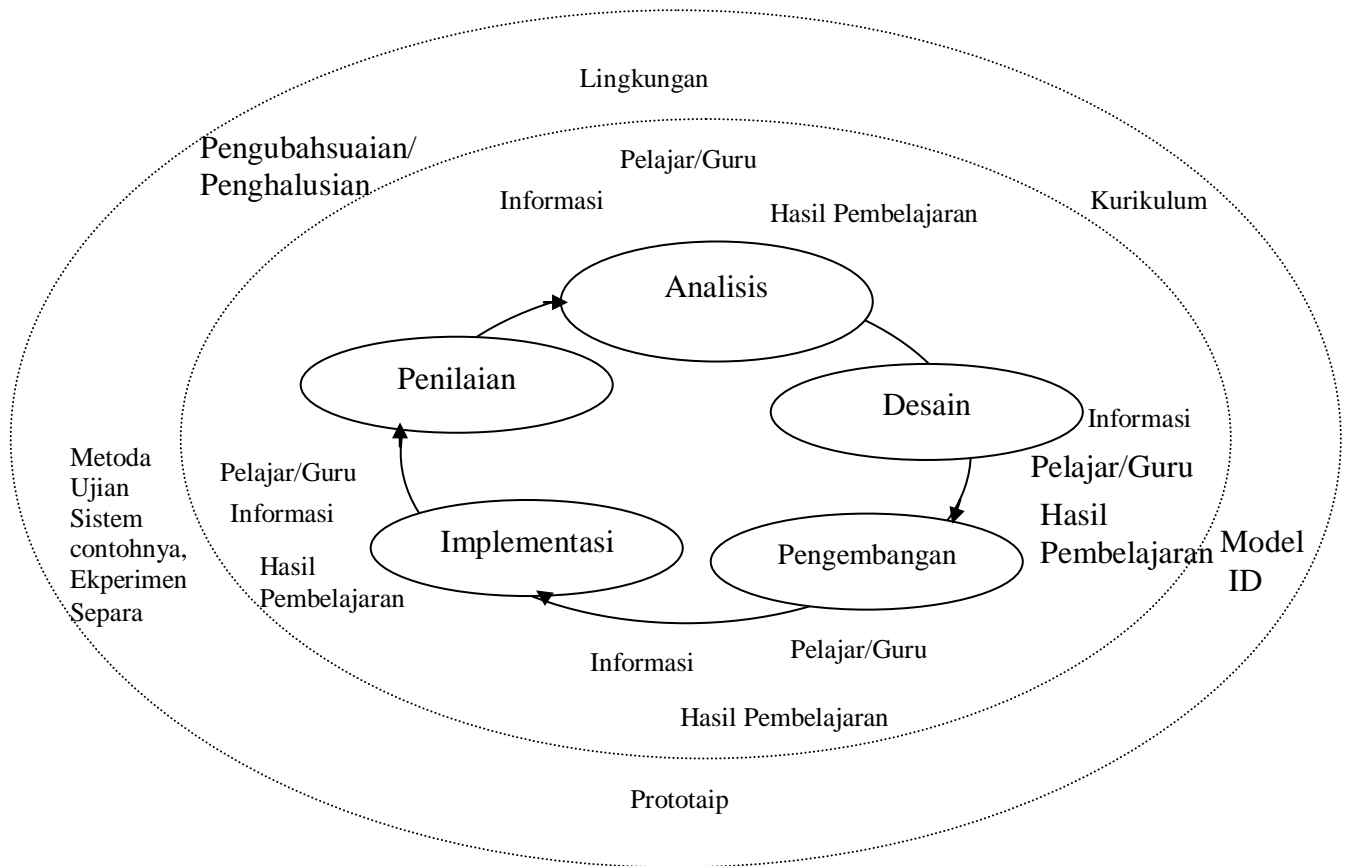 Lingkungan
Pengubahsuaian/
Penghalusian
Pelajar/Guru
Informasi
Hasil Pembelajaran
Kurikulum
Analisis
Penilaian
Desain
Informasi
Pelajar/Guru
Hasil
Pembelajaran
Model
ID
Metoda
Ujian
Sistem
contohnya,
Ekperimen
Separa
Pelajar/Guru
Informasi
Hasil
Pembelajaran
Implementasi
Pengembangan
Informasi
Pelajar/Guru
Hasil Pembelajaran
Prototaip